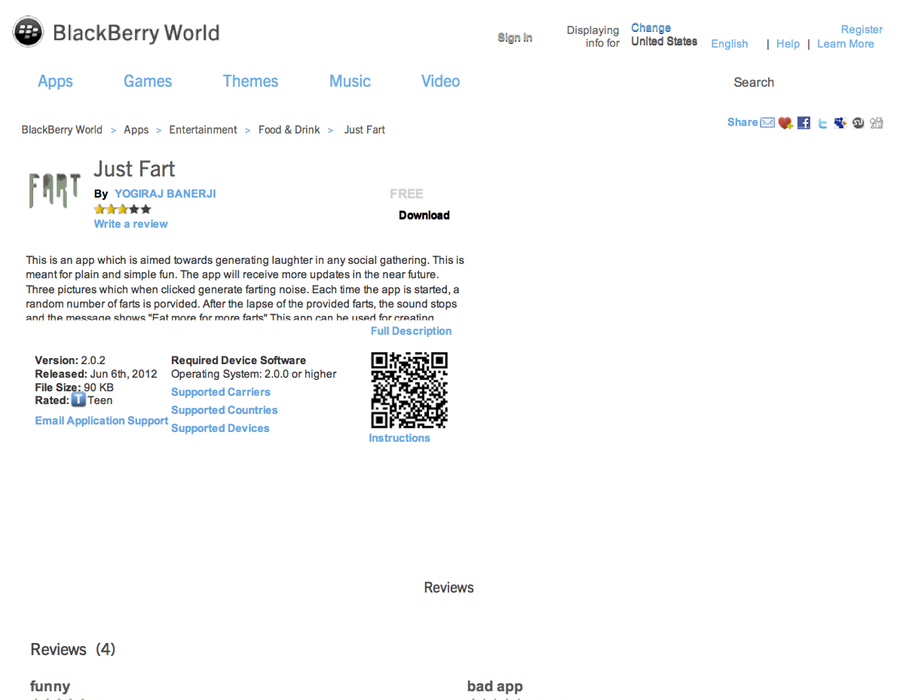 BlackBerry World
Sign in
Displaying info for
Change
United States
English | Help | Learn More
Register
Apps Games Themes Music Video
Search
BlackBerry World > Apps > Entertainment > Food & Drink > Just Fart
Share
FART
Just Fart
By YOGIRAJ BANERJI
Write a review
FREE
Download
This is an app which is aimed towards generating laughter in any social gathering. This is
meant for plain and simple fun. The app will receive more updates in the near future.
Three pictures which when clicked generate farting noise. Each time the app is started, a
random number of farts is porvided. After the lapse of the provided farts, the sound stops
and the message shows "Eat more for more farts" This app can be used for creating
Full Description
Version: 2.0.2
Released: Jun 6th, 2012
File Size: 90 KB
Rated: T Teen
Email Application Support
Required Device Software
Operating System: 2.0.0 or higher
Supported Carriers
Supported Countries
Supported Devices
Instructions
Reviews
Reviews (4)
funny
bad app